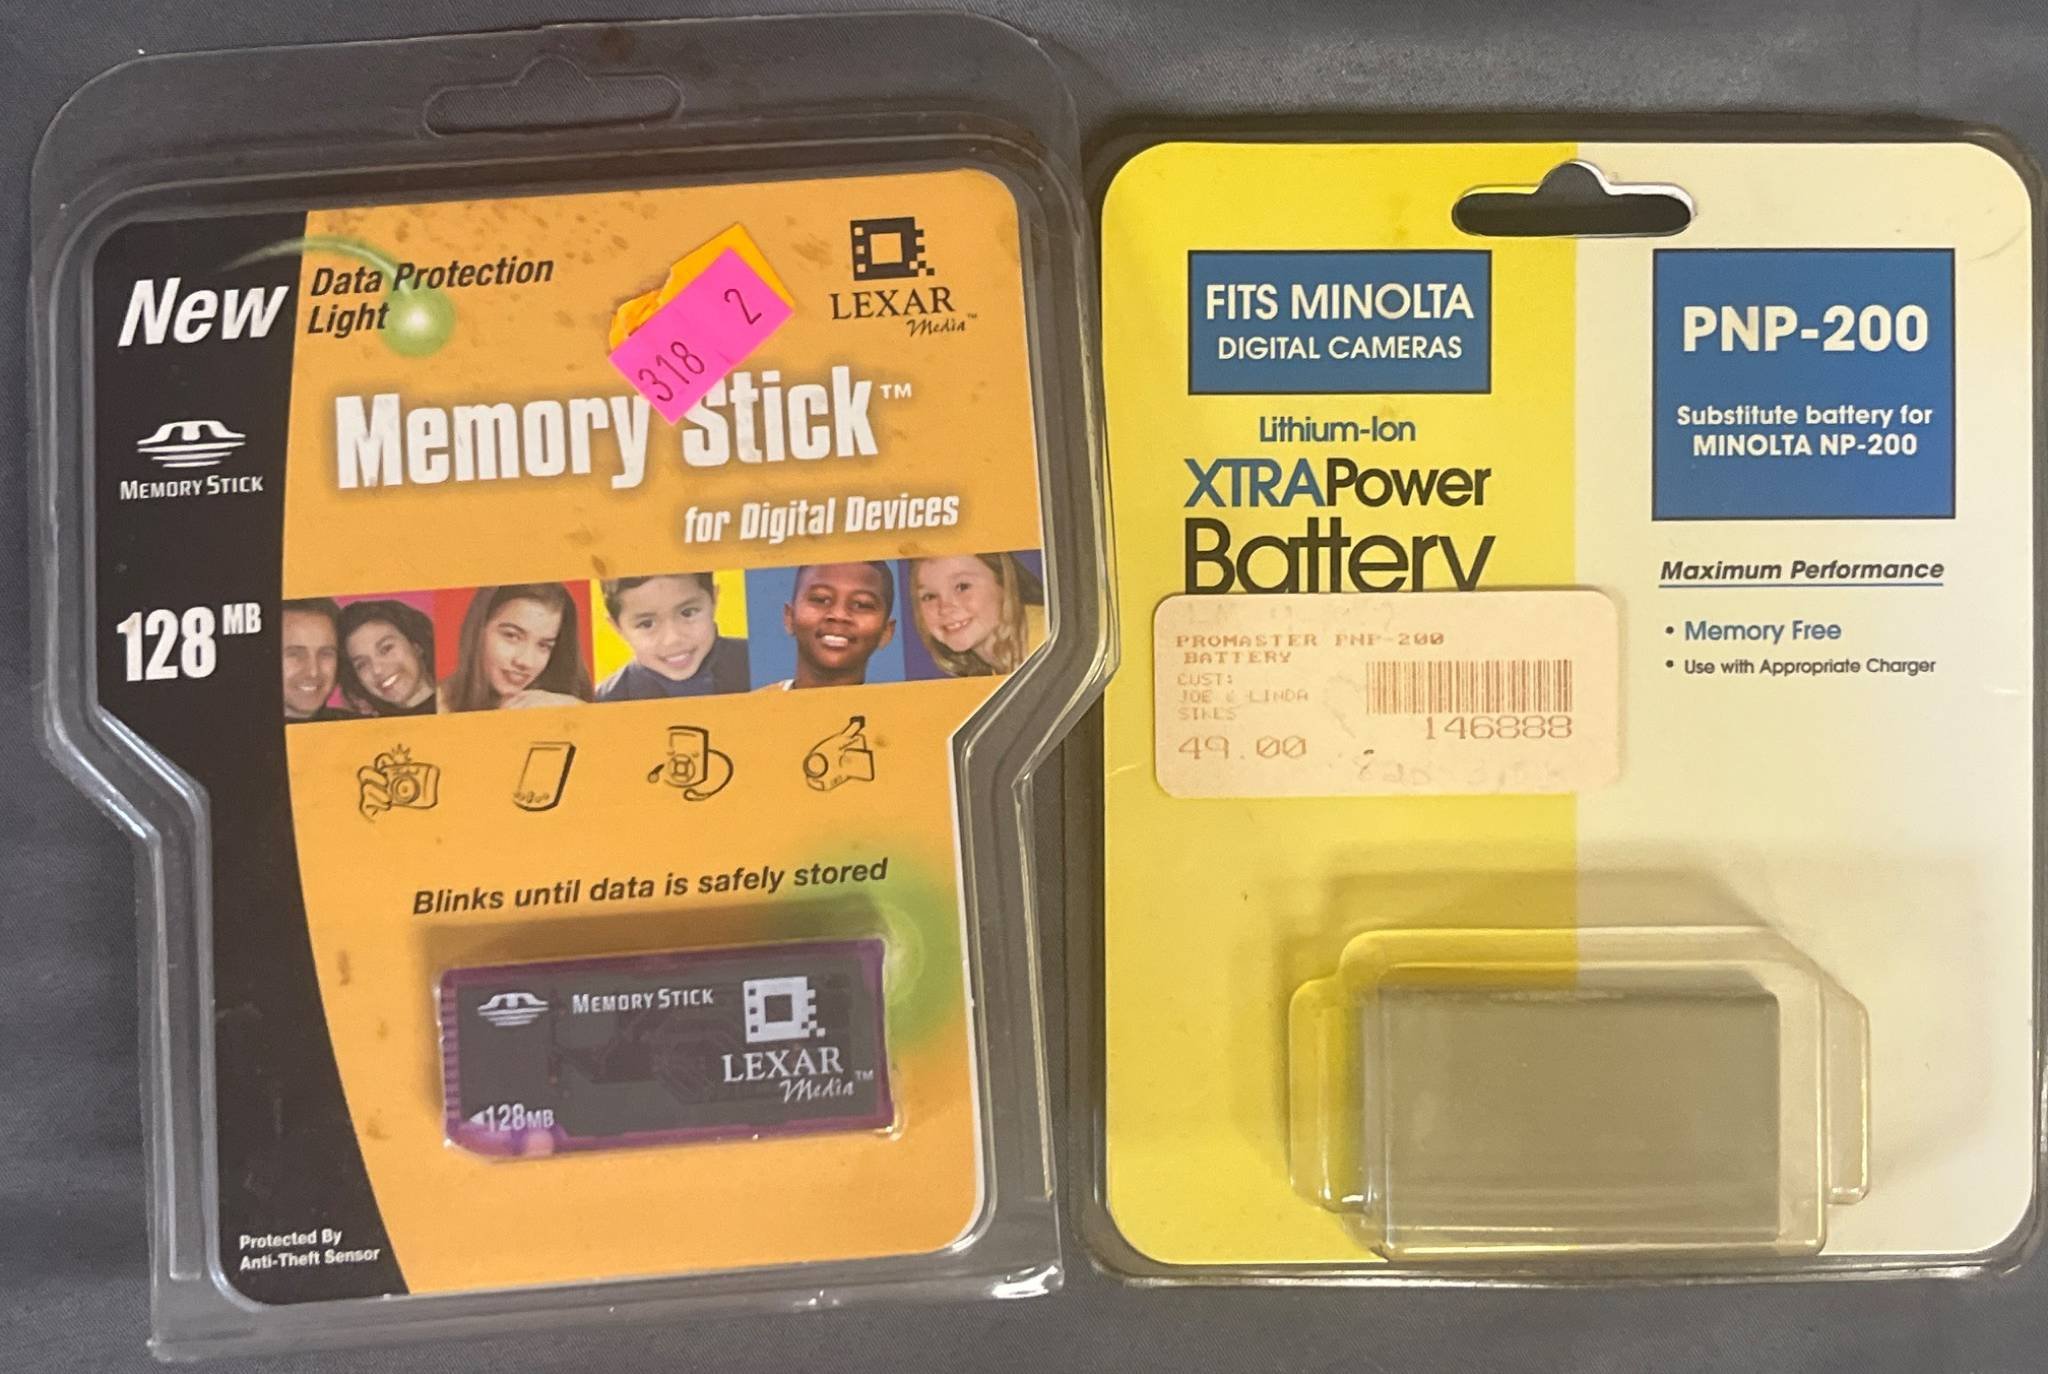 New
Data Protection
Light
LEXAR
Media™
318 2
Memory Stick™
for Digital Devices
MEMORY STICK
128 MB
Blinks until data is safely stored
MEMORY STICK
LEXAR
Media™
128MB
Protected By
Anti-Theft Sensor
FITS MINOLTA
DIGITAL CAMERAS
Lithium-Ion
XTRAPower
Battery
PROMASTER PNP-200
BATTERY
CUST:
JOE & LINDA
SIKES
49.00
146888
PNP-200
Substitute battery for
MINOLTA NP-200
Maximum Performance
• Memory Free
• Use with Appropriate Charger